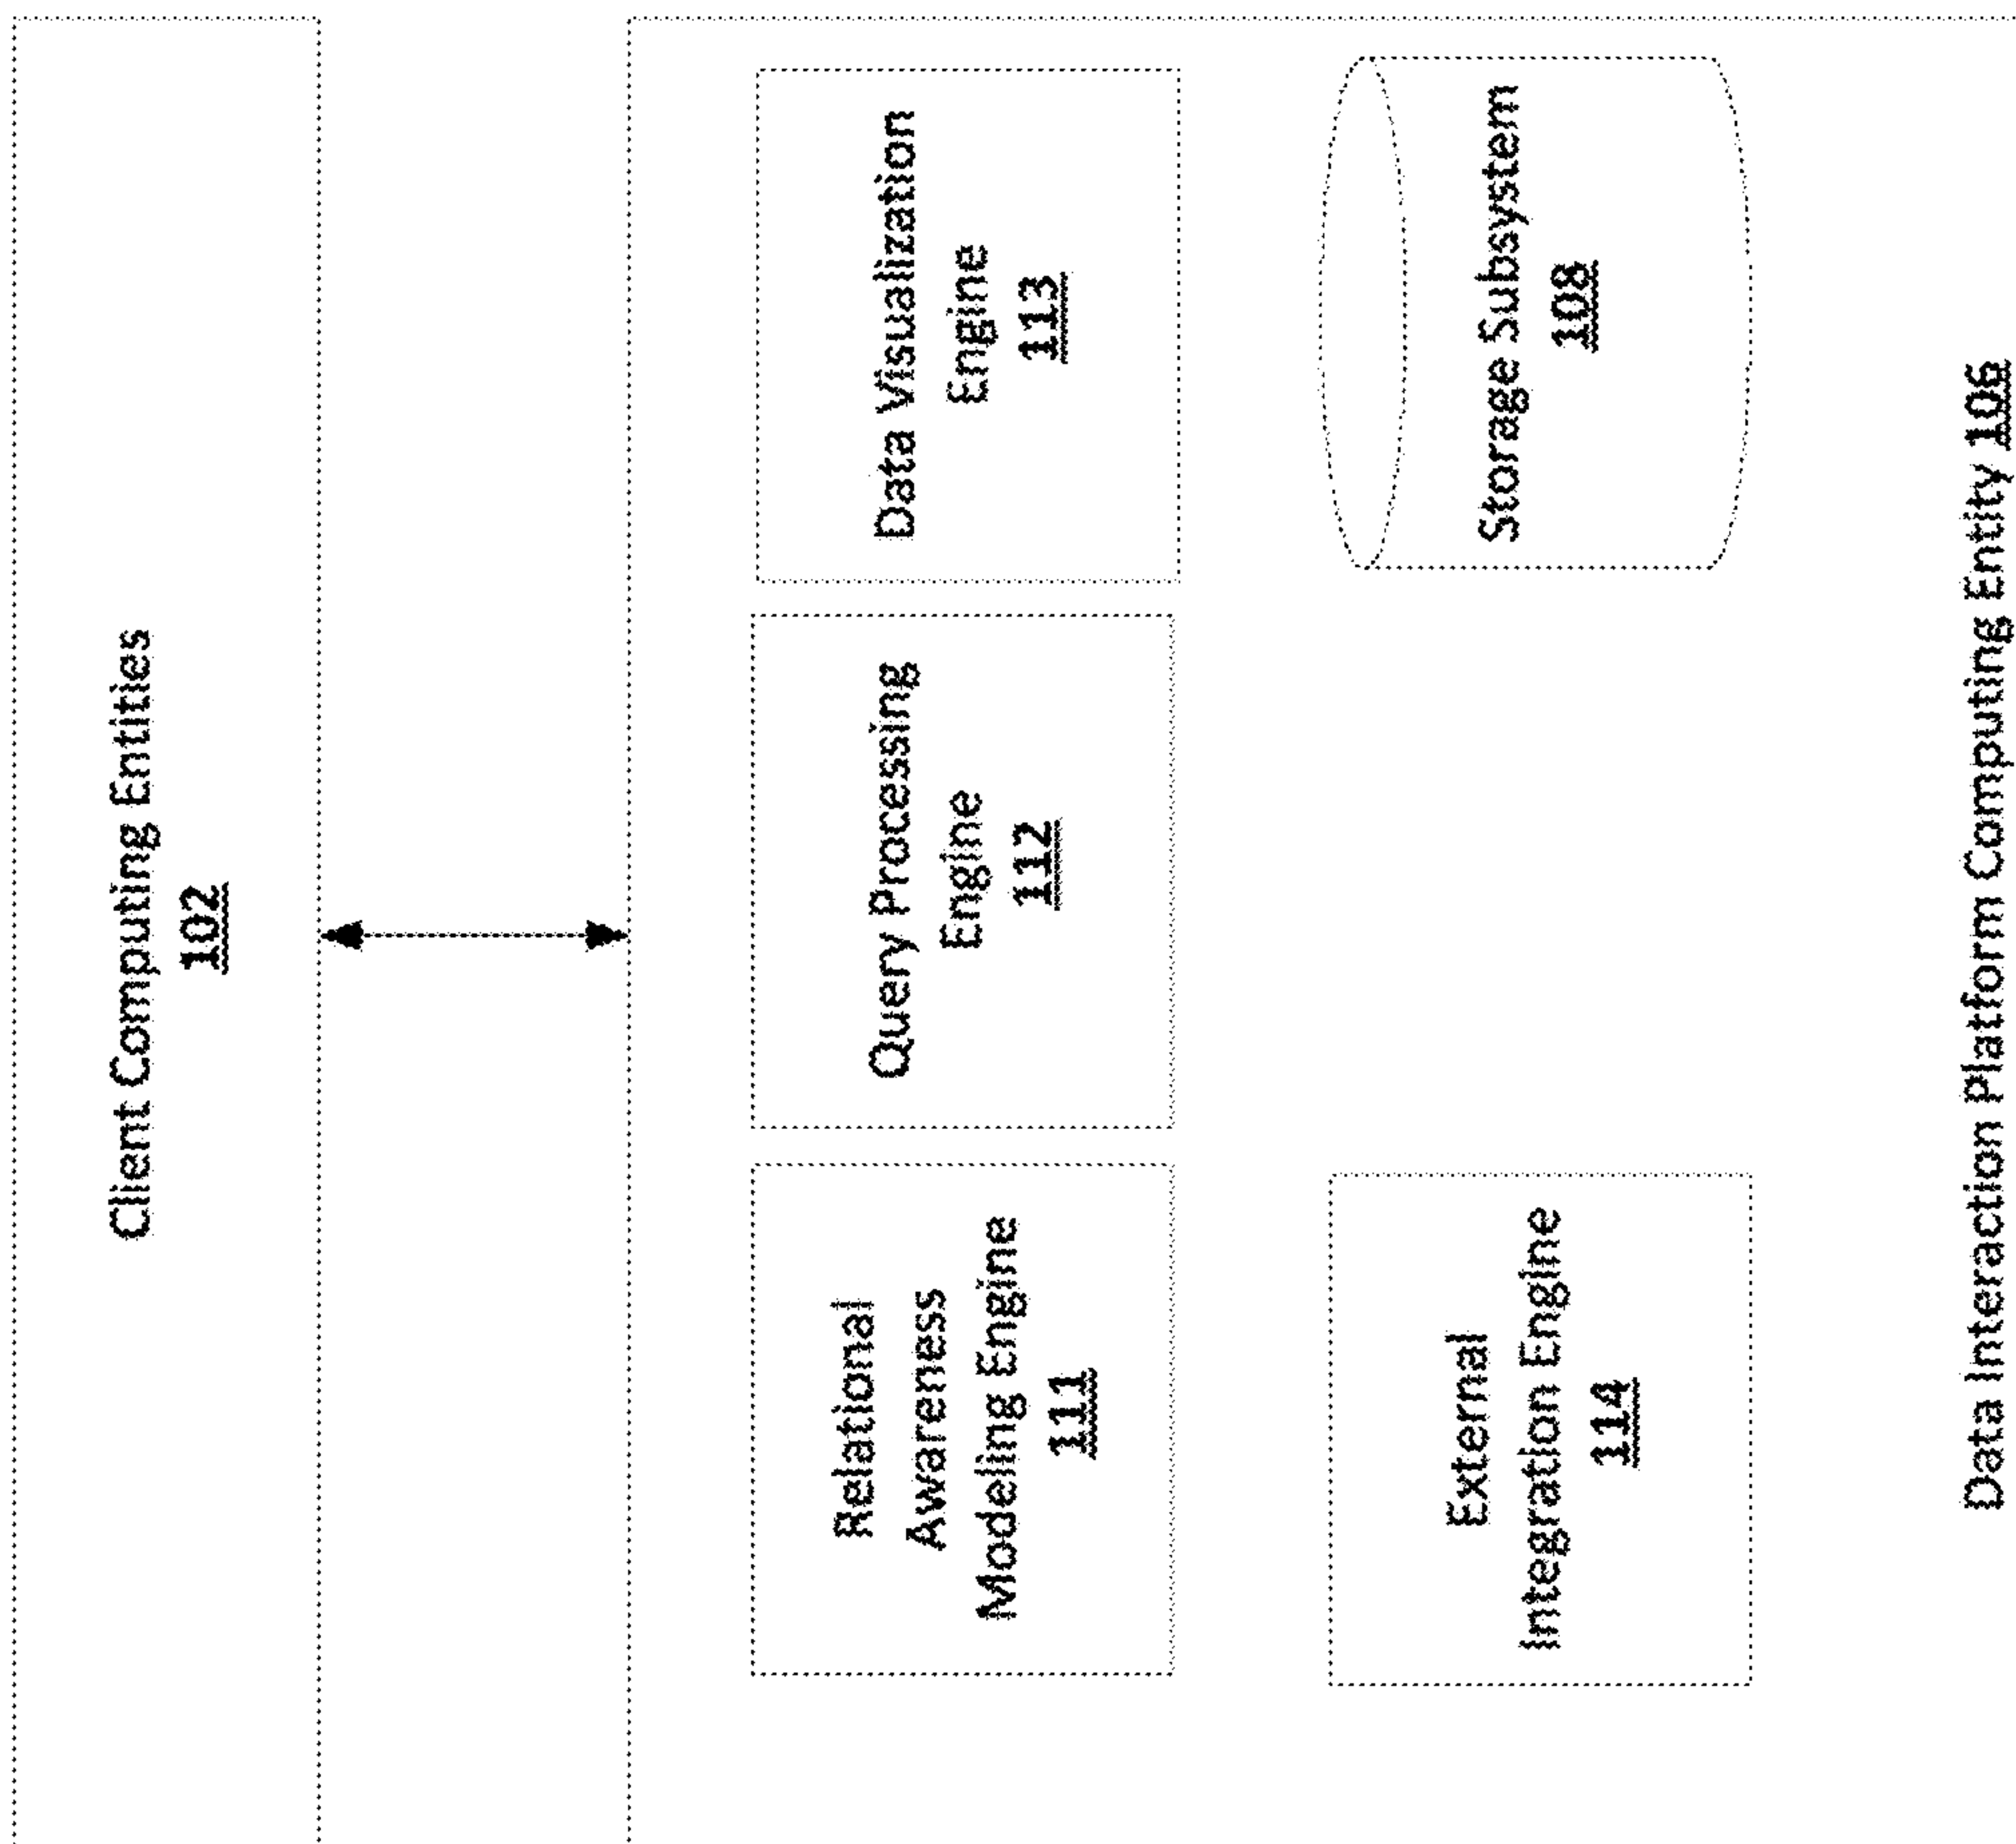 Client Computing Entities
102
Relational
Awareness
Modeling Engine
111
Query Processing
Engine
112
Data Visualization
Engine
113
External
Integration Engine
114
Storage Subsystem
108
Data Interaction Platform Computing Entity 106